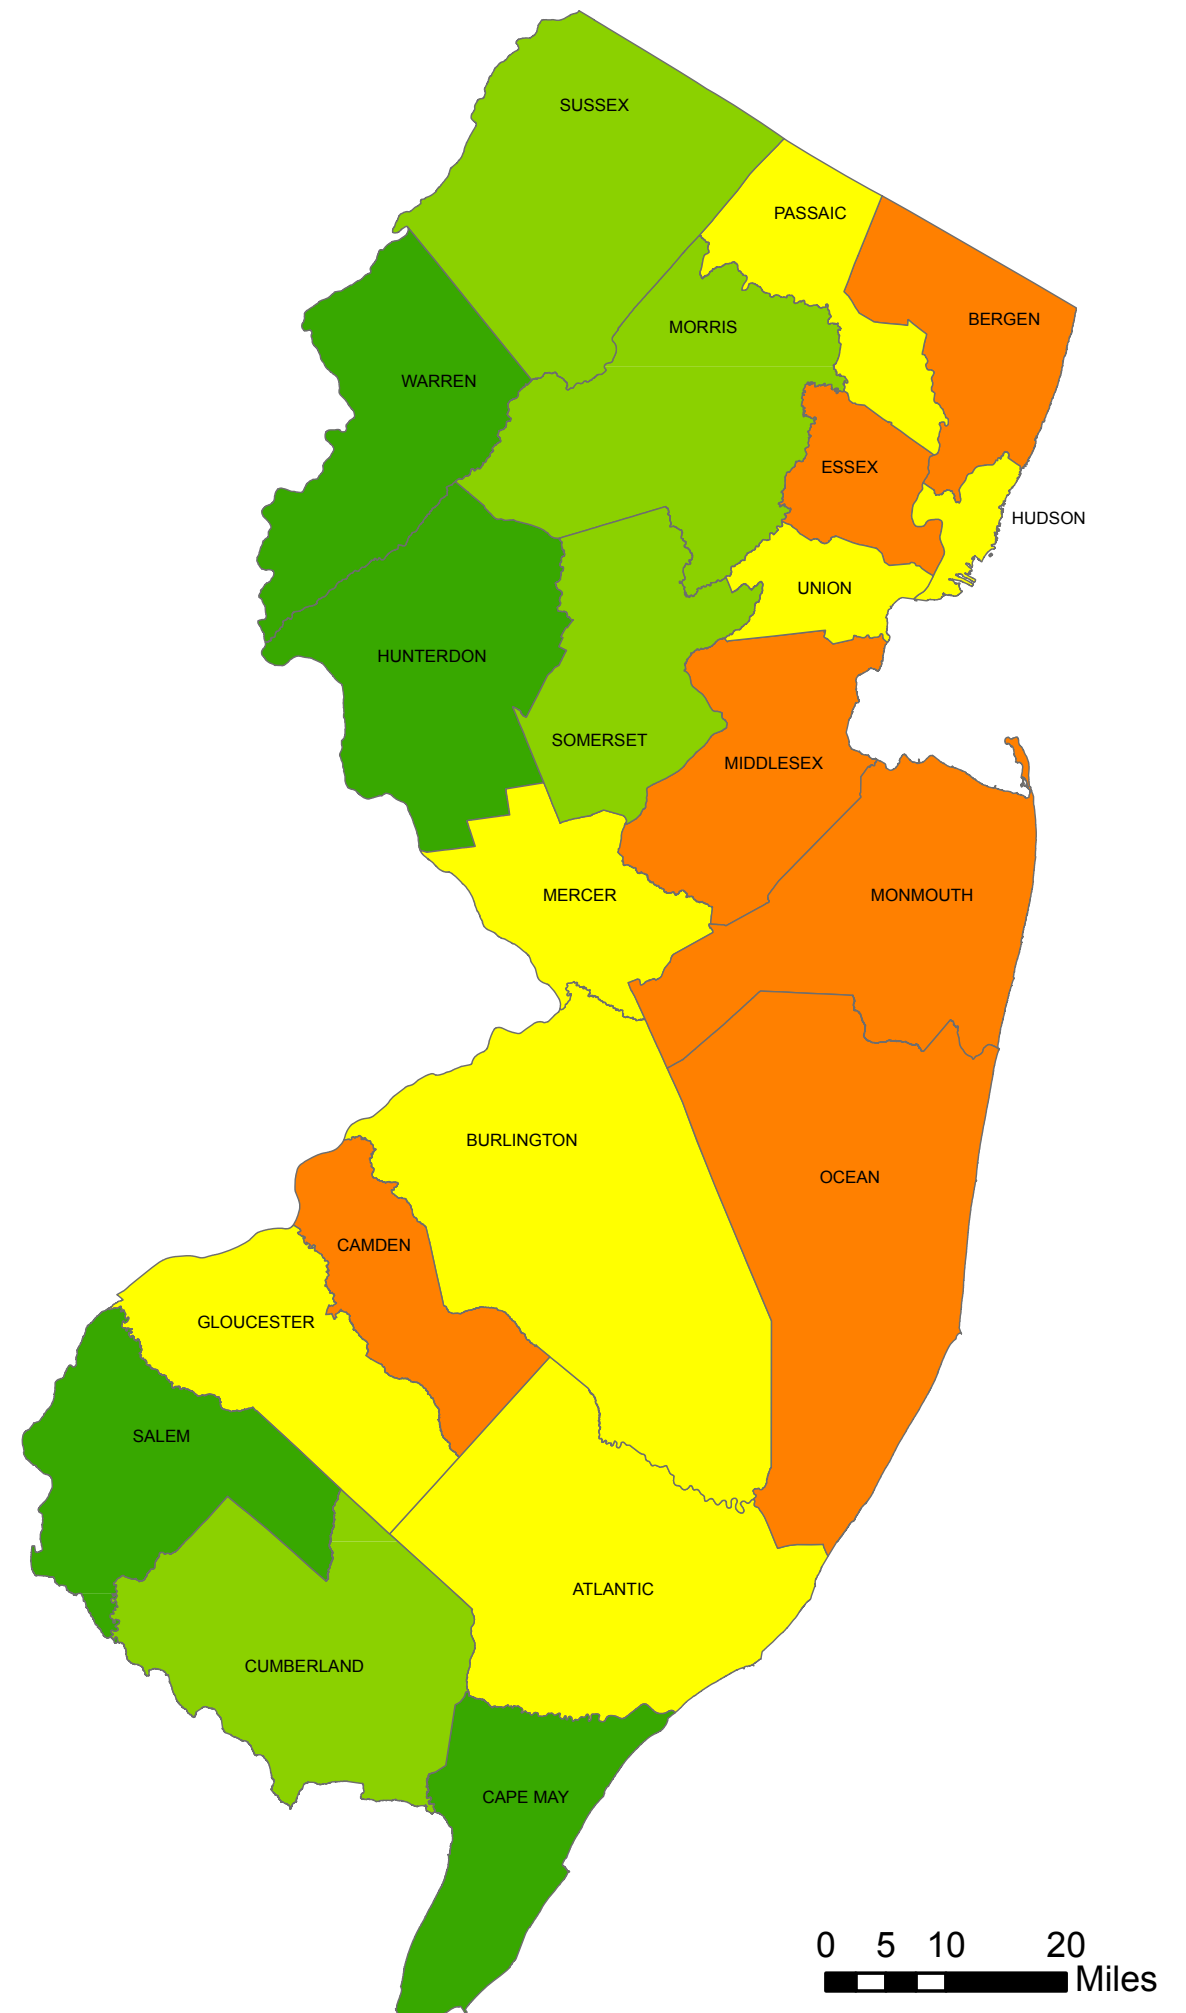 SUSSEX
PASSAIC
BERGEN
MORRIS
WARREN
ESSEX
HUDSON
UNION
HUNTERDON
SOMERSET
MIDDLESEX
MERCER
MONMOUTH
BURLINGTON
OCEAN
CAMDEN
GLOUCESTER
SALEM
ATLANTIC
CUMBERLAND
CAPE MAY
0 5 10 20
Miles